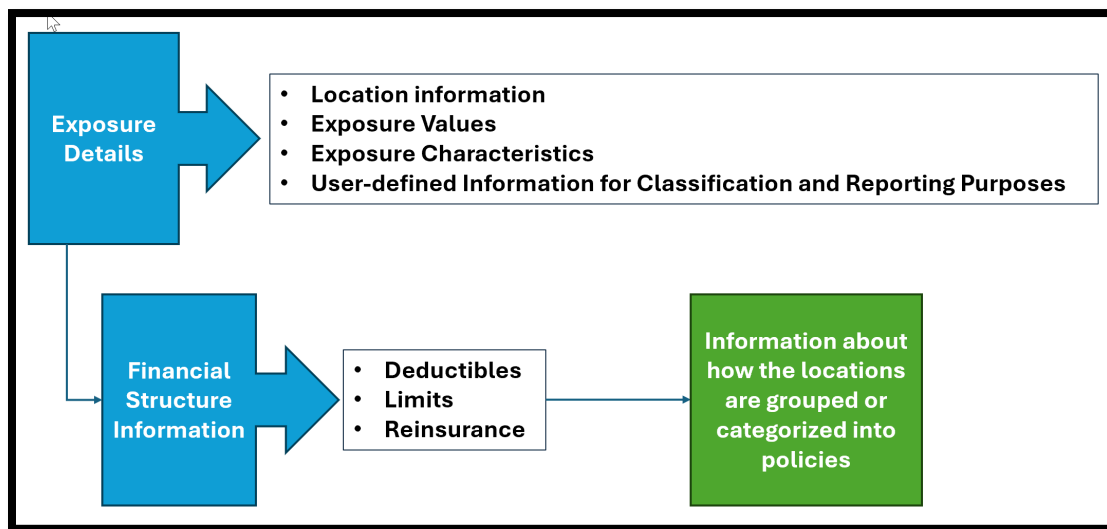 Exposure
Details
• Location information
• Exposure Values
• Exposure Characteristics
• User-defined Information for Classification and Reporting Purposes
Financial
Structure
Information
• Deductibles
• Limits
• Reinsurance
Information about
how the locations
are grouped or
categorized into
policies